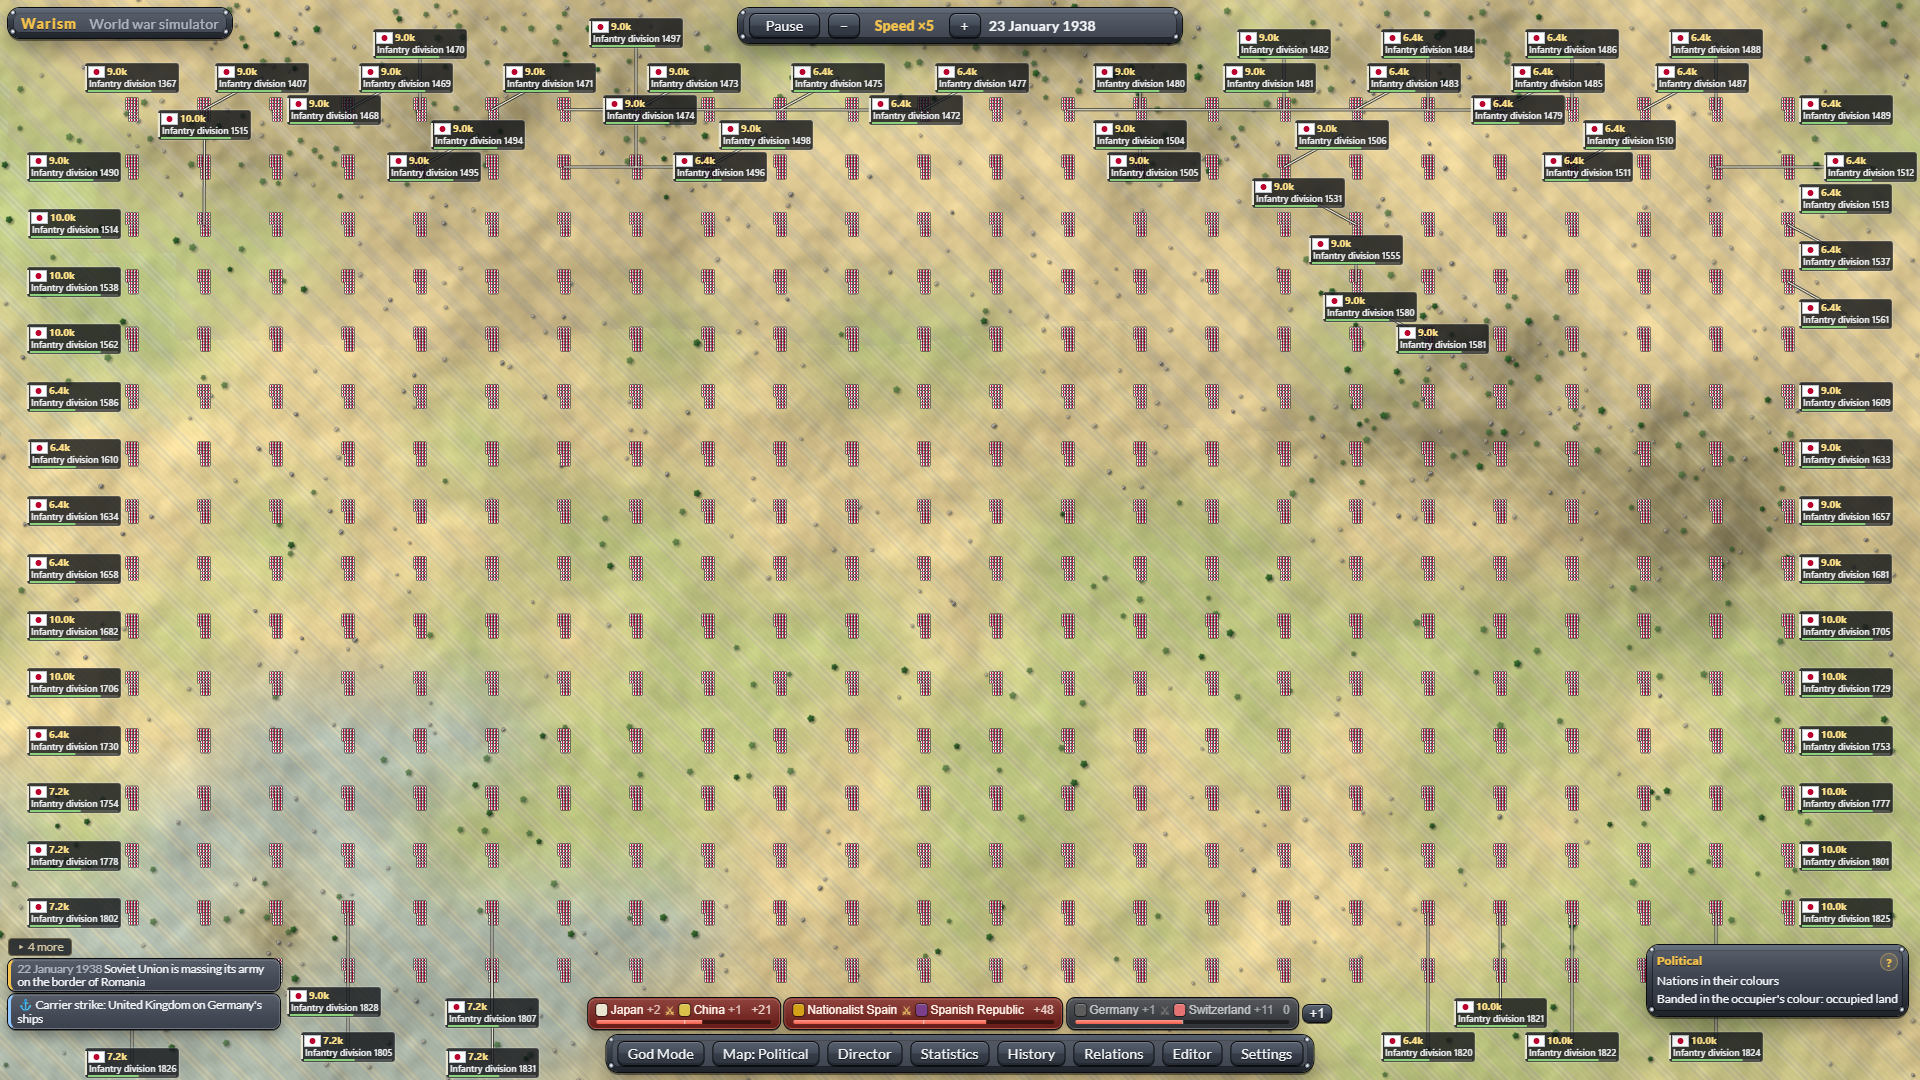 Warism World war simulator
Pause
−
Speed ×5
+
23 January 1938
9.0k
Infantry division 1470
9.0k
Infantry division 1497
9.0k
Infantry division 1482
6.4k
Infantry division 1484
6.4k
Infantry division 1486
6.4k
Infantry division 1488
9.0k
Infantry division 1367
9.0k
Infantry division 1407
9.0k
Infantry division 1469
9.0k
Infantry division 1471
9.0k
Infantry division 1473
6.4k
Infantry division 1475
6.4k
Infantry division 1477
9.0k
Infantry division 1480
9.0k
Infantry division 1481
6.4k
Infantry division 1483
6.4k
Infantry division 1485
6.4k
Infantry division 1487
10.0k
Infantry division 1515
9.0k
Infantry division 1468
9.0k
Infantry division 1474
6.4k
Infantry division 1472
6.4k
Infantry division 1479
6.4k
Infantry division 1489
9.0k
Infantry division 1494
9.0k
Infantry division 1498
9.0k
Infantry division 1504
9.0k
Infantry division 1506
6.4k
Infantry division 1510
9.0k
Infantry division 1490
9.0k
Infantry division 1495
6.4k
Infantry division 1496
9.0k
Infantry division 1505
6.4k
Infantry division 1511
6.4k
Infantry division 1512
9.0k
Infantry division 1531
6.4k
Infantry division 1513
10.0k
Infantry division 1514
9.0k
Infantry division 1555
6.4k
Infantry division 1537
10.0k
Infantry division 1538
9.0k
Infantry division 1580
6.4k
Infantry division 1561
10.0k
Infantry division 1562
9.0k
Infantry division 1581
6.4k
Infantry division 1586
9.0k
Infantry division 1609
6.4k
Infantry division 1610
9.0k
Infantry division 1633
6.4k
Infantry division 1634
9.0k
Infantry division 1657
6.4k
Infantry division 1658
9.0k
Infantry division 1681
10.0k
Infantry division 1682
10.0k
Infantry division 1705
10.0k
Infantry division 1706
10.0k
Infantry division 1729
6.4k
Infantry division 1730
10.0k
Infantry division 1753
7.2k
Infantry division 1754
10.0k
Infantry division 1777
7.2k
Infantry division 1778
10.0k
Infantry division 1801
7.2k
Infantry division 1802
10.0k
Infantry division 1825
4 more
22 January 1938 Soviet Union is massing its army
on the border of Romania
Carrier strike: United Kingdom on Germany's
ships
9.0k
Infantry division 1828
7.2k
Infantry division 1807
7.2k
Infantry division 1805
7.2k
Infantry division 1826
7.2k
Infantry division 1831
Japan +2 China +1 +21
Nationalist Spain Spanish Republic +48
Germany +1 Switzerland +11 0
+1
God Mode
Map: Political
Director
Statistics
History
Relations
Editor
Settings
10.0k
Infantry division 1821
6.4k
Infantry division 1820
10.0k
Infantry division 1822
10.0k
Infantry division 1824
Political
?
Nations in their colours
Banded in the occupier's colour: occupied land